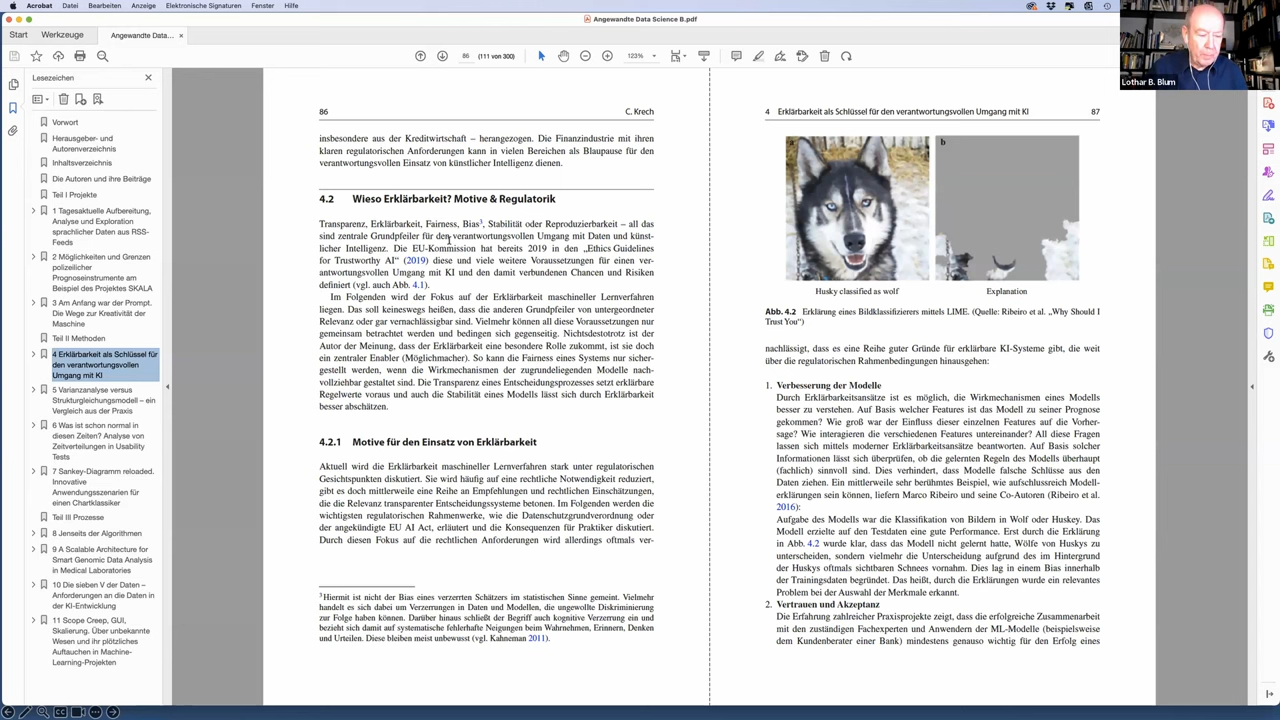 Acrobat Datei Bearbeiten Anzeige Elektronische Signaturen Fenster Hilfe
Angewandte Data Science B.pdf
Start Werkzeuge Angewandte Data... ×
86 (111 von 300) 123%
Lothar B. Blum
Lesezeichen
Vorwort
Herausgeber- und
Autorenverzeichnis
Inhaltsverzeichnis
Die Autoren und ihre Beiträge
Teil I Projekte
1 Tagesaktuelle Aufbereitung,
Analyse und Exploration
sprachlicher Daten aus RSS-
Feeds
2 Möglichkeiten und Grenzen
polizeilicher
Prognoseinstrumente am
Beispiel des Projektes SKALA
3 Am Anfang war der Prompt.
Die Wege zur Kreativität der
Maschine
Teil II Methoden
4 Erklärbarkeit als Schlüssel für
den verantwortungsvollen
Umgang mit KI
5 Varianzanalyse versus
Strukturgleichungsmodell – ein
Vergleich aus der Praxis
6 Was ist schon normal in
diesen Zeiten? Analyse von
Zeitverteilungen in Usability
Tests
7 Sankey-Diagramm reloaded.
Innovative
Anwendungsszenarien für
einen Chartklassiker
Teil III Prozesse
8 Jenseits der Algorithmen
9 A Scalable Architecture for
Smart Genomic Data Analysis
in Medical Laboratories
10 Die sieben V der Daten –
Anforderungen an die Daten in
der KI-Entwicklung
11 Scope Creep, GUI,
Skalierung. Über unbekannte
Wesen und ihr plötzliches
Auftauchen in Machine-
Learning-Projekten
86 C. Krech
insbesondere aus der Kreditwirtschaft – herangezogen. Die Finanzindustrie mit ihren
klaren regulatorischen Anforderungen kann in vielen Bereichen als Blaupause für den
verantwortungsvollen Einsatz von künstlicher Intelligenz dienen.
4.2 Wieso Erklärbarkeit? Motive & Regulatorik
Transparenz, Erklärbarkeit, Fairness, Bias³, Stabilität oder Reproduzierbarkeit – all das
sind zentrale Grundpfeiler für den verantwortungsvollen Umgang mit Daten und künst-
licher Intelligenz. Die EU-Kommission hat bereits 2019 in den „Ethics Guidelines
for Trustworthy AI“ (2019) diese und viele weitere Voraussetzungen für einen ver-
antwortungsvollen Umgang mit KI und den damit verbundenen Chancen und Risiken
definiert (vgl. auch Abb. 4.1).
Im Folgenden wird der Fokus auf der Erklärbarkeit maschineller Lernverfahren
liegen. Das soll keineswegs heißen, dass die anderen Grundpfeiler von untergeordneter
Relevanz oder gar vernachlässigbar sind. Vielmehr können all diese Voraussetzungen nur
gemeinsam betrachtet werden und bedingen sich gegenseitig. Nichtsdestotrotz ist der
Autor der Meinung, dass der Erklärbarkeit eine besondere Rolle zukommt, ist sie doch
ein zentraler Enabler (Möglichmacher). So kann die Fairness eines Systems nur sicher-
gestellt werden, wenn die Wirkmechanismen der zugrundeliegenden Modelle nach-
vollziehbar gestaltet sind. Die Transparenz eines Entscheidungsprozesses setzt erklärbare
Regelwerte voraus und auch die Stabilität eines Modells lässt sich durch Erklärbarkeit
besser abschätzen.
4.2.1 Motive für den Einsatz von Erklärbarkeit
Aktuell wird die Erklärbarkeit maschineller Lernverfahren stark unter regulatorischen
Gesichtspunkten diskutiert. Sie wird häufig auf eine rechtliche Notwendigkeit reduziert,
gibt es doch mittlerweile eine Reihe an Empfehlungen und rechtlichen Einschätzungen,
die die Relevanz transparenter Entscheidungssysteme betonen. Im Folgenden werden die
wichtigsten regulatorischen Rahmenwerke, wie die Datenschutzgrundverordnung oder
der angekündigte EU AI Act, erläutert und die Konsequenzen für Praktiker diskutiert.
Durch diesen Fokus auf die rechtlichen Anforderungen wird allerdings oftmals ver-
³Hiermit ist nicht der Bias eines verzerrten Schätzers im statistischen Sinne gemeint. Vielmehr
handelt es sich dabei um Verzerrungen in Daten und Modellen, die ungewollte Diskriminierung
zur Folge haben können. Darüber hinaus schließt der Begriff auch kognitive Verzerrung ein und
bezieht sich damit auf systematische fehlerhafte Neigungen beim Wahrnehmen, Erinnern, Denken
und Urteilen. Diese bleiben meist unbewusst (vgl. Kahneman 2011).
4 Erklärbarkeit als Schlüssel für den verantwortungsvollen Umgang mit KI 87
b
Husky classified as wolf Explanation
Abb. 4.2 Erklärung eines Bildklassifizierers mittels LIME. (Quelle: Ribeiro et al. „Why Should I
Trust You“)
nachlässigt, dass es eine Reihe guter Gründe für erklärbare KI-Systeme gibt, die weit
über die regulatorischen Rahmenbedingungen hinausgehen:
1. Verbesserung der Modelle
Durch Erklärbarkeitsansätze ist es möglich, die Wirkmechanismen eines Modells
besser zu verstehen. Auf Basis welcher Features ist das Modell zu seiner Prognose
gekommen? Wie groß war der Einfluss dieser einzelnen Features auf die Vorher-
sage? Wie interagieren die verschiedenen Features untereinander? All diese Fragen
lassen sich mittels moderner Erklärbarkeitsansätze beantworten. Auf Basis solcher
Informationen lässt sich überprüfen, ob die gelernten Regeln des Modells überhaupt
(fachlich) sinnvoll sind. Dies verhindert, dass Modelle falsche Schlüsse aus den
Daten ziehen. Ein mittlerweile sehr berühmtes Beispiel, wie aufschlussreich Modell-
erklärungen sein können, liefern Marco Ribeiro und seine Co-Autoren (Ribeiro et al.
2016):
Aufgabe des Modells war die Klassifikation von Bildern in Wolf oder Huskey. Das
Modell erzielte auf den Testdaten eine gute Performance. Erst durch die Erklärung
in Abb. 4.2 wurde klar, dass das Modell nicht gelernt hatte, Wölfe von Huskys zu
unterscheiden, sondern vielmehr die Unterscheidung aufgrund des im Hintergrund
der Huskys oftmals sichtbaren Schnees vornahm. Dies lag in einem Bias innerhalb
der Trainingsdaten begründet. Das heißt, durch die Erklärungen wurde ein relevantes
Problem bei der Auswahl der Merkmale erkannt.
2. Vertrauen und Akzeptanz
Die Erfahrung zahlreicher Praxisprojekte zeigt, dass die erfolgreiche Zusammenarbeit
mit den zuständigen Fachexperten und Anwendern der ML-Modelle (beispielsweise
dem Kundenberater einer Bank) mindestens genauso wichtig für den Erfolg eines